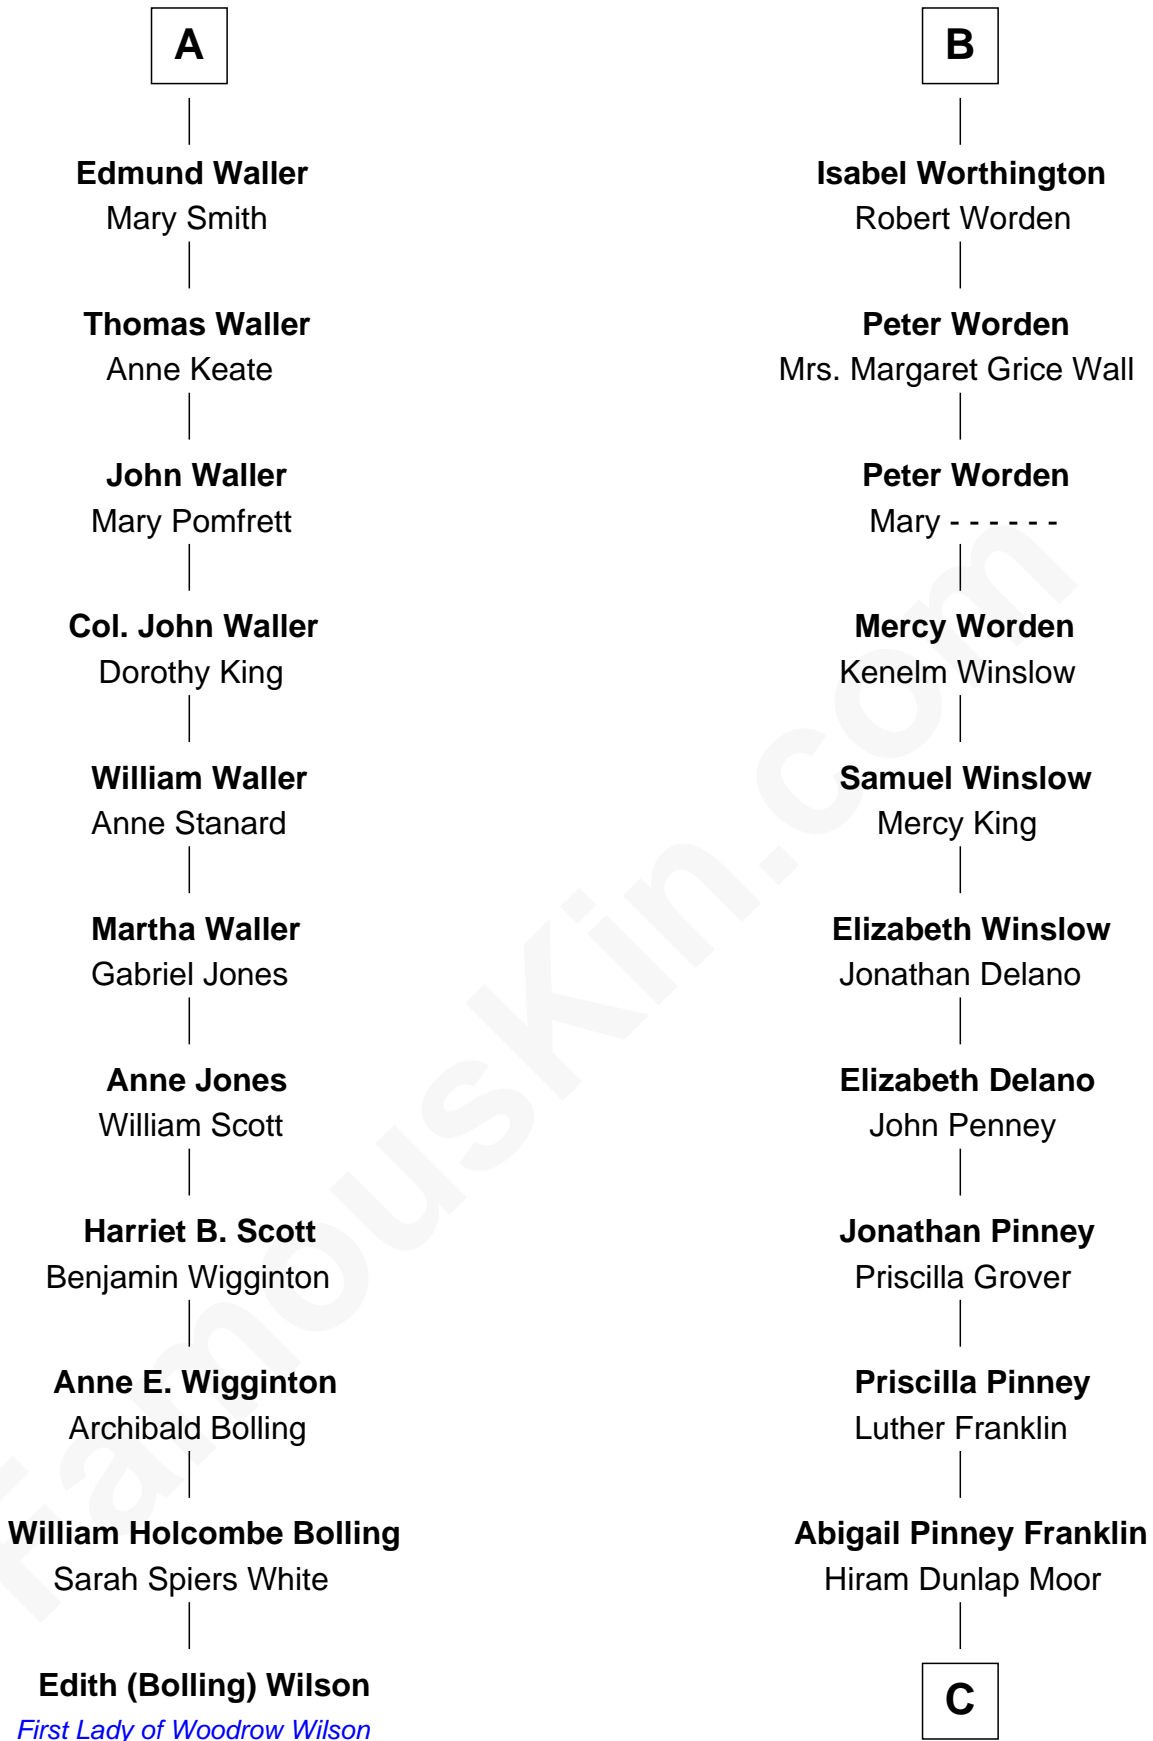 A
Edmund Waller
Mary Smith
Thomas Waller
Anne Keate
John Waller
Mary Pomfrett
Col. John Waller
Dorothy King
William Waller
Anne Stanard
Martha Waller
Gabriel Jones
Anne Jones
William Scott
Harriet B. Scott
Benjamin Wigginton
Anne E. Wigginton
Archibald Bolling
William Holcombe Bolling
Sarah Spiers White
Edith (Bolling) Wilson
First Lady of Woodrow Wilson
B
Isabel Worthington
Robert Worden
Peter Worden
Mrs. Margaret Grice Wall
Peter Worden
Mary - - - - - -
Mercy Worden
Kenelm Winslow
Samuel Winslow
Mercy King
Elizabeth Winslow
Jonathan Delano
Elizabeth Delano
John Penney
Jonathan Pinney
Priscilla Grover
Priscilla Pinney
Luther Franklin
Abigail Pinney Franklin
Hiram Dunlap Moor
C
FamousKin.com